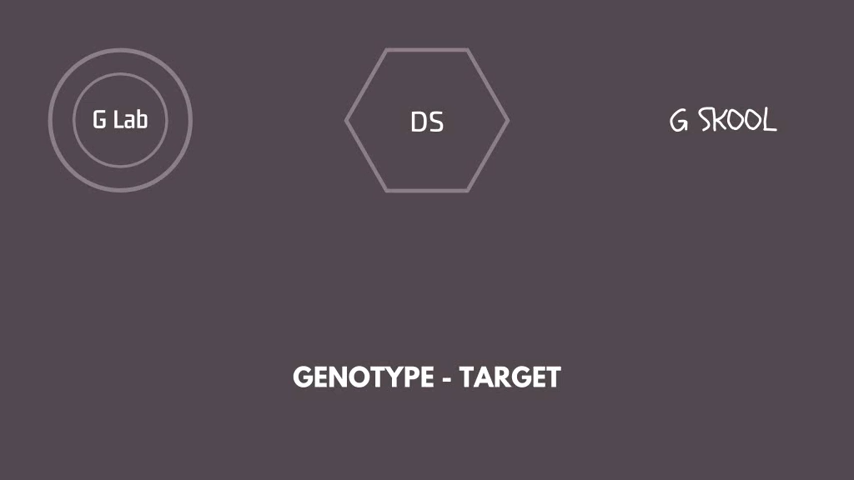 G Lab
DS
G SKOOL
GENOTYPE - TARGET